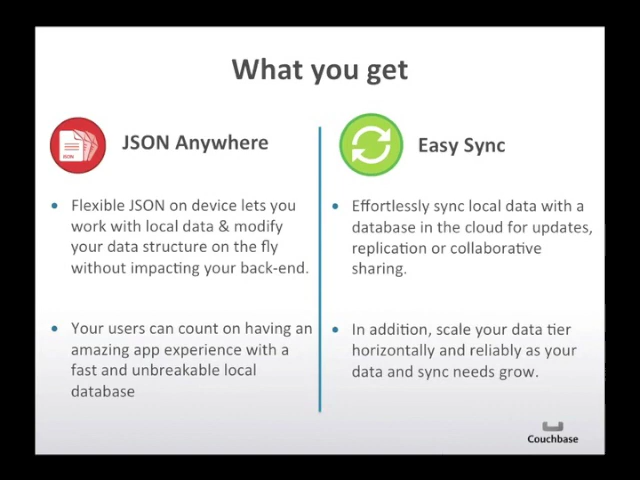 What you get
JSON Anywhere
JSON
• Flexible JSON on device lets you
work with local data & modify
your data structure on the fly
without impacting your back-end.
• Your users can count on having an
amazing app experience with a
fast and unbreakable local
database
Easy Sync
• Effortlessly sync local data with a
database in the cloud for updates,
replication or collaborative
sharing.
• In addition, scale your data tier
horizontally and reliably as your
data and sync needs grow.
Couchbase